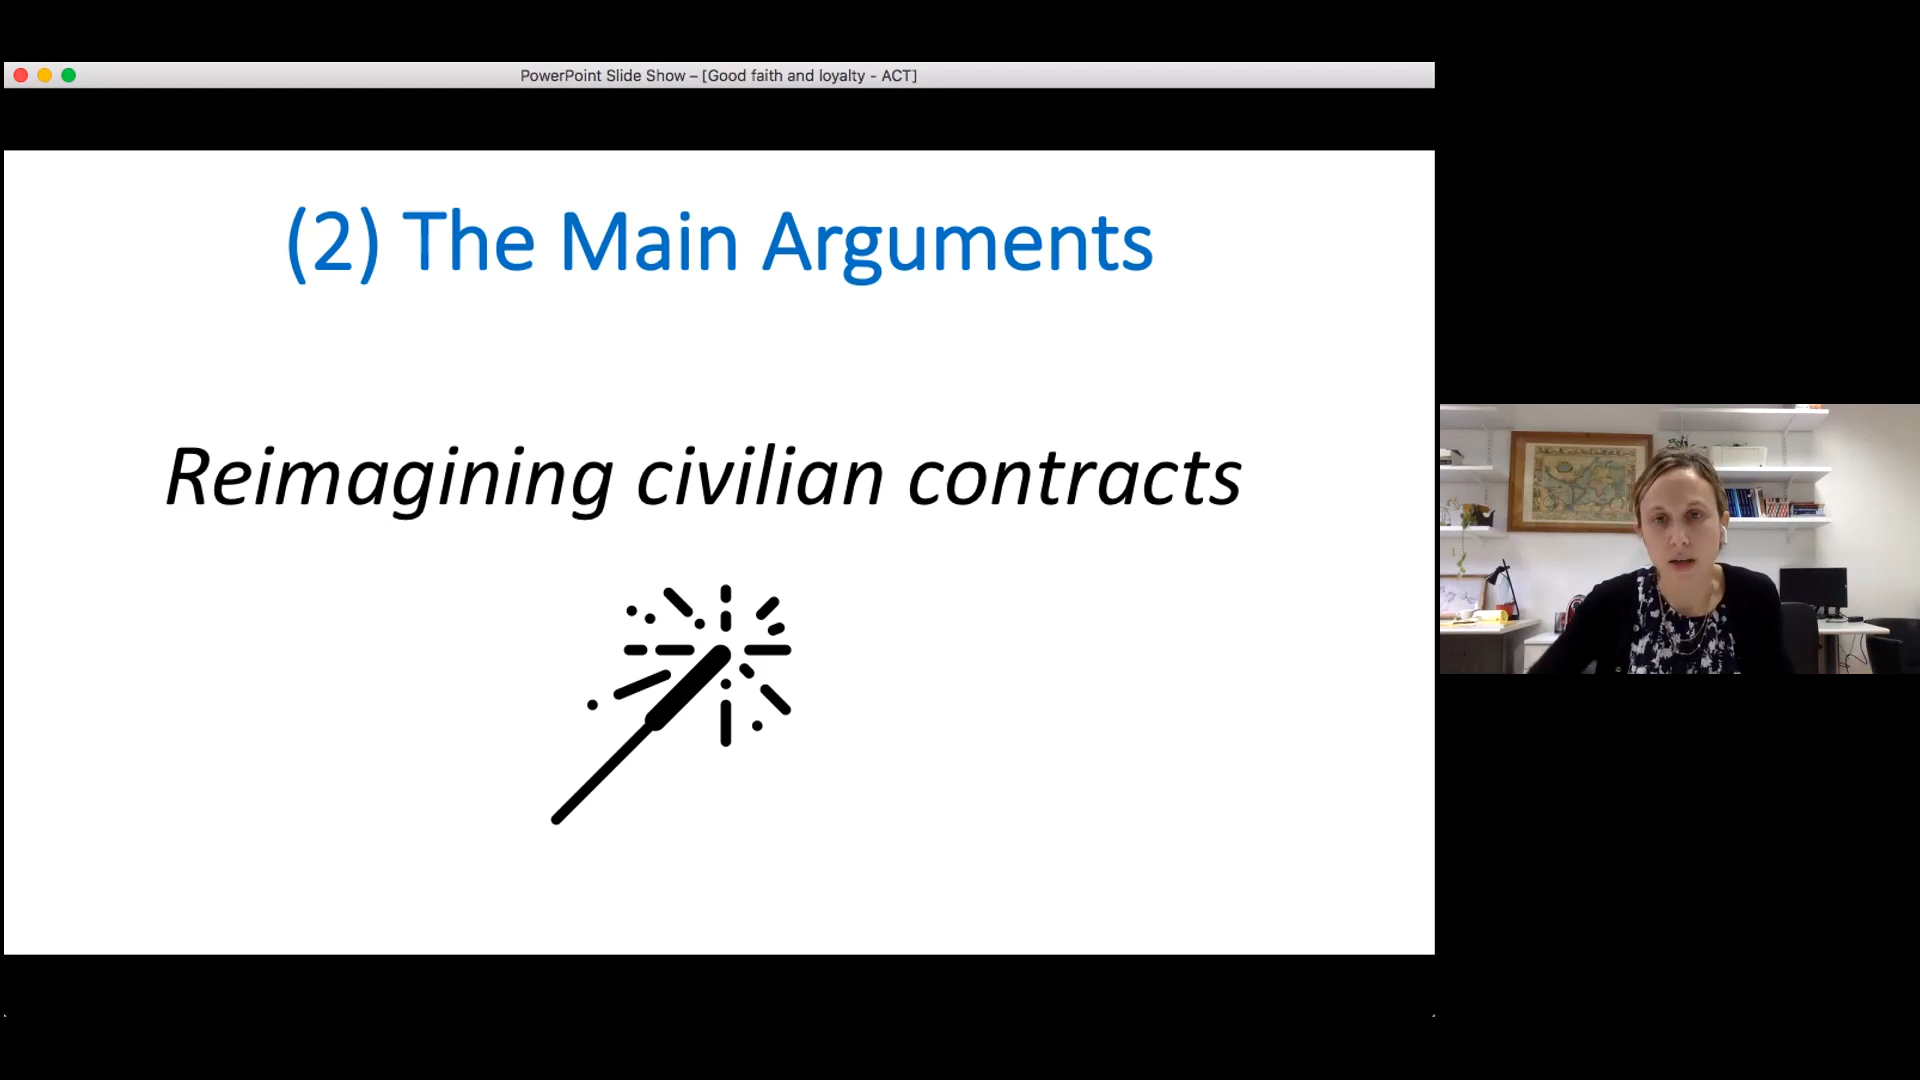 PowerPoint Slide Show – [Good faith and loyalty - ACT]
(2) The Main Arguments
Reimagining civilian contracts